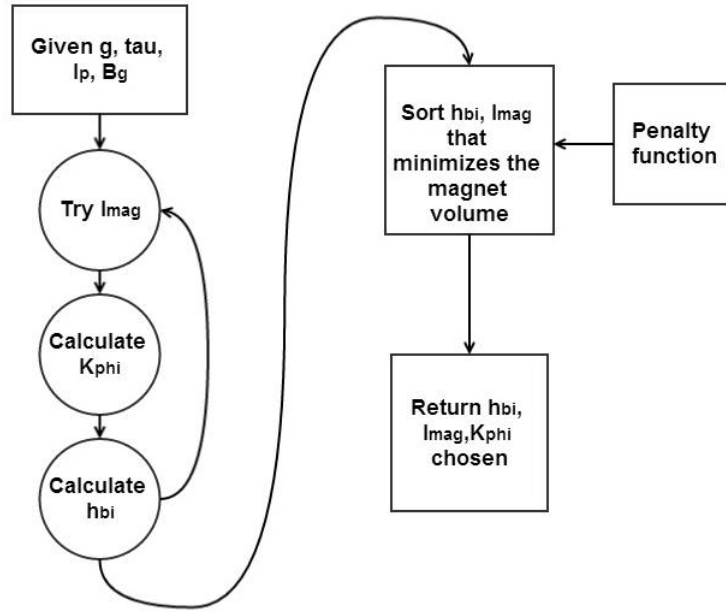 Given g, tau,
lp, Bg
Try lmag
Calculate
Kphi
Calculate
hbi
Sort hbi, lmag
that
minimizes the
magnet
volume
Penalty
function
Return hbi,
lmag,Kphi
chosen